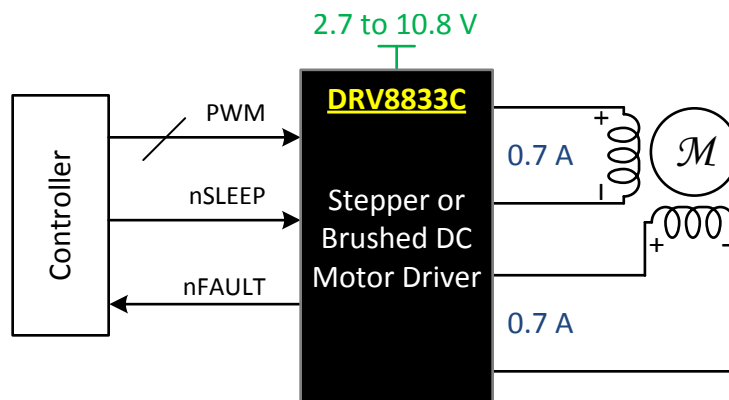 2.7 to 10.8 V
Controller
PWM
nSLEEP
nFAULT
DRV8833C
Stepper or
Brushed DC
Motor Driver
+
0.7 A
–
M
+ -
0.7 A